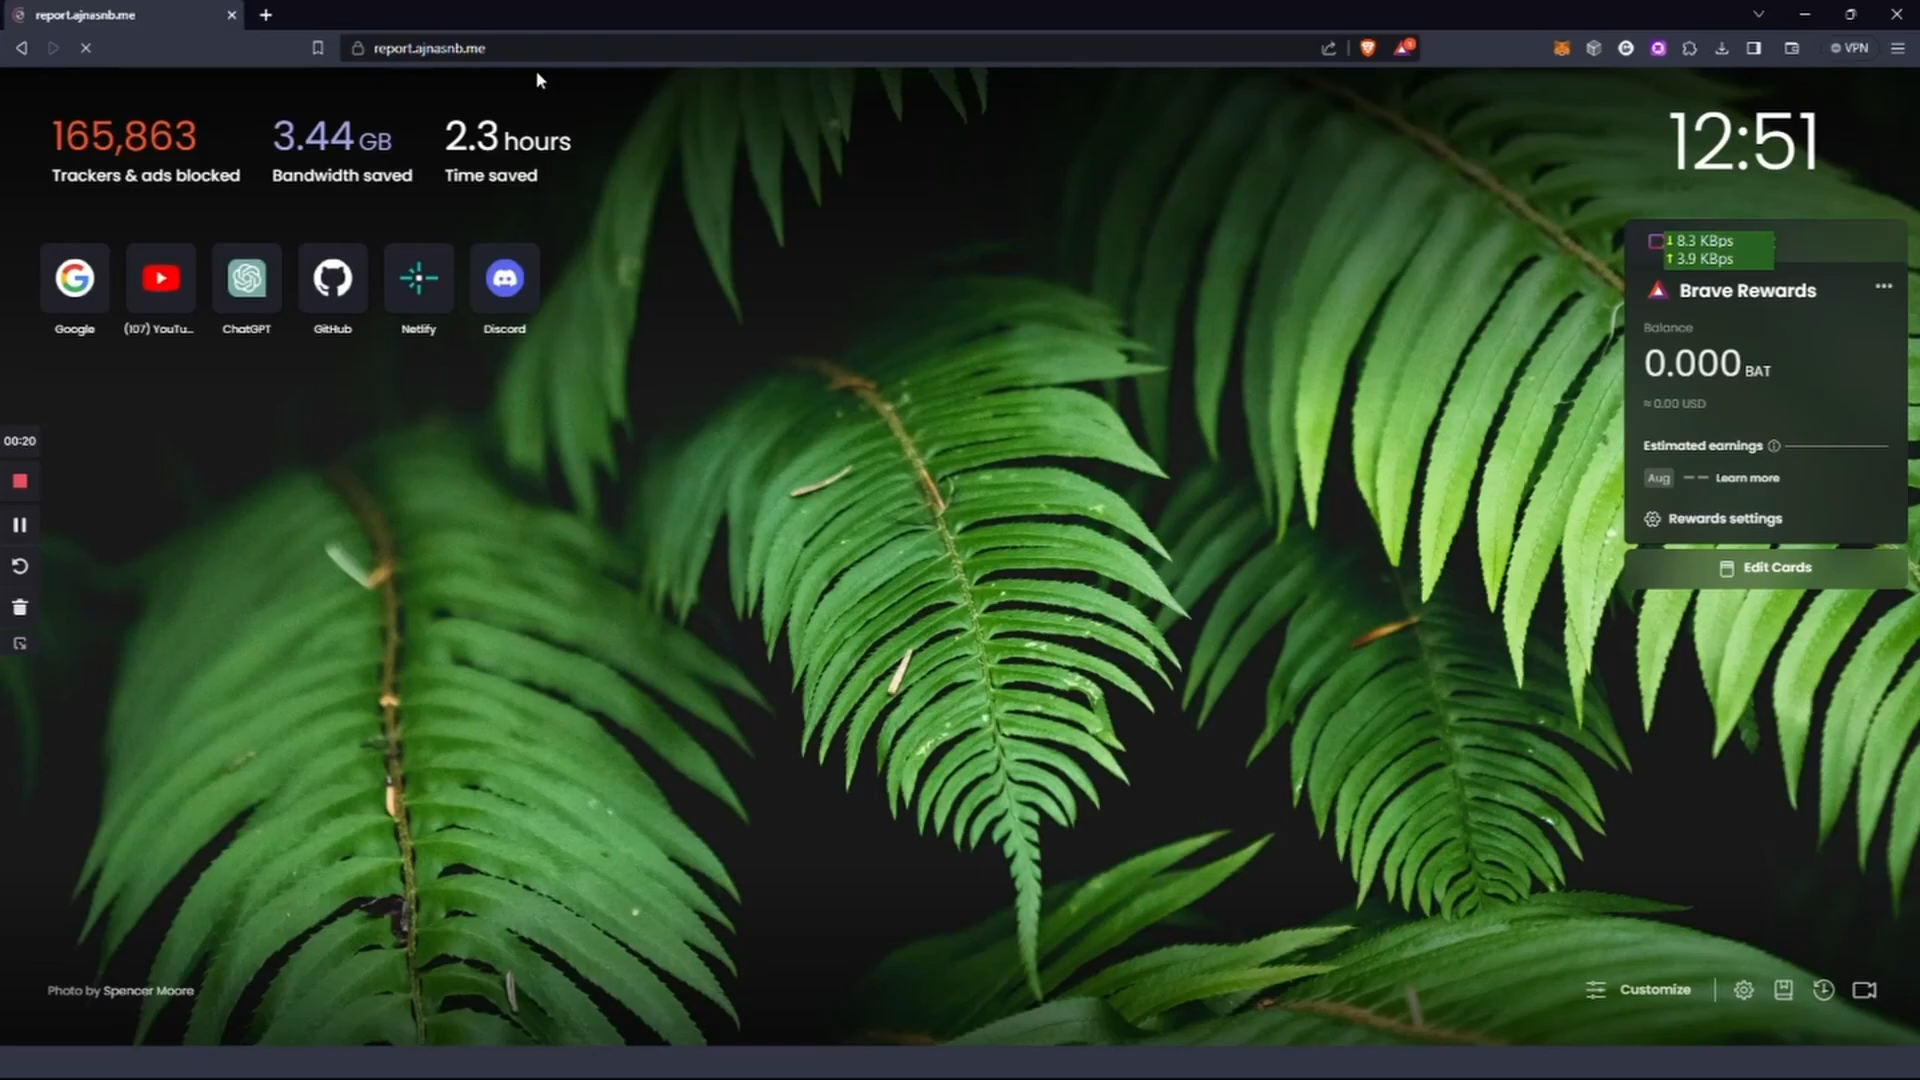 report.ajnasnb.me
report.ajnasnb.me
VPN
165,863
Trackers & ads blocked
3.44 GB
Bandwidth saved
2.3 hours
Time saved
12:51
8.3 KBps
3.9 KBps
Brave Rewards
Balance
0.000 BAT
≈ 0.00 USD
Estimated earnings
Aug
Learn more
Rewards settings
Edit Cards
Google
(107) YouTu...
ChatGPT
GitHub
Netlify
Discord
00:20
Photo by Spencer Moore
Customize